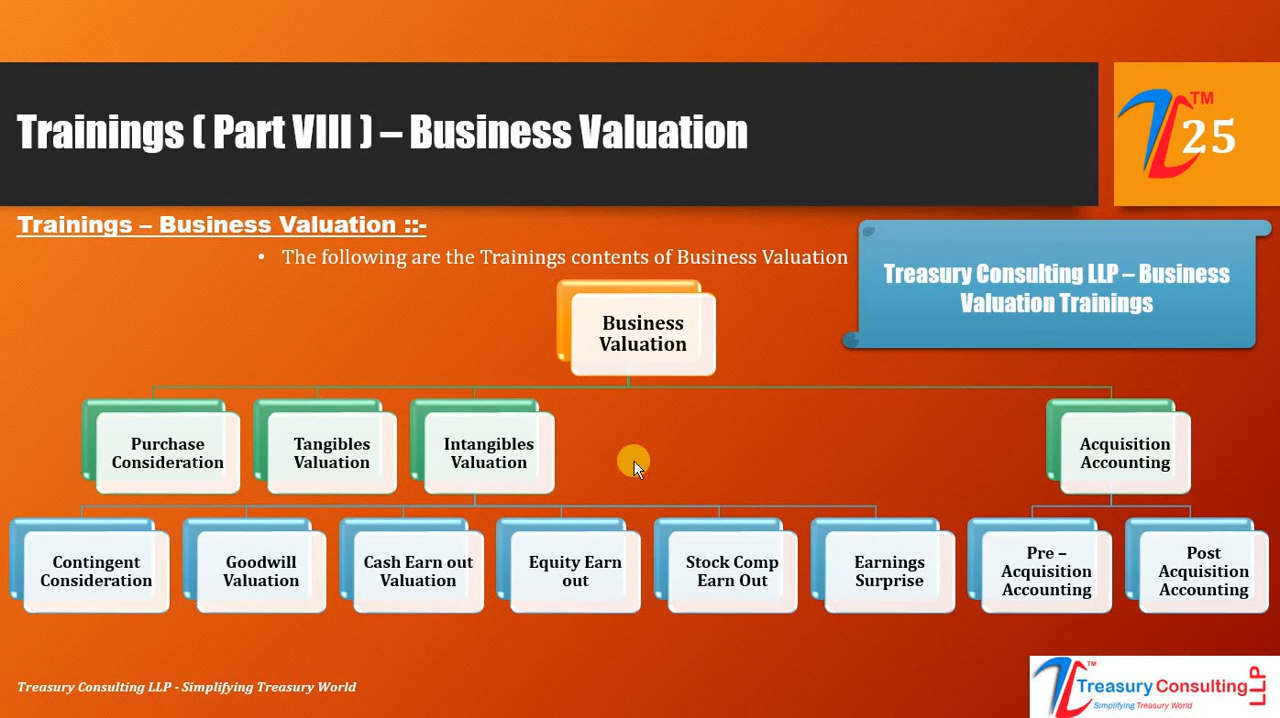 Trainings ( Part VIII ) – Business Valuation
TM
25
Trainings – Business Valuation ::-
• The following are the Trainings contents of Business Valuation
Treasury Consulting LLP – Business
Valuation Trainings
Business
Valuation
Purchase
Consideration
Tangibles
Valuation
Intangibles
Valuation
Acquisition
Accounting
Contingent
Consideration
Goodwill
Valuation
Cash Earn out
Valuation
Equity Earn
out
Stock Comp
Earn Out
Earnings
Surprise
Pre –
Acquisition
Accounting
Post
Acquisition
Accounting
Treasury Consulting LLP - Simplifying Treasury World
TM
Treasury Consulting LLP
Simplifying Treasury World